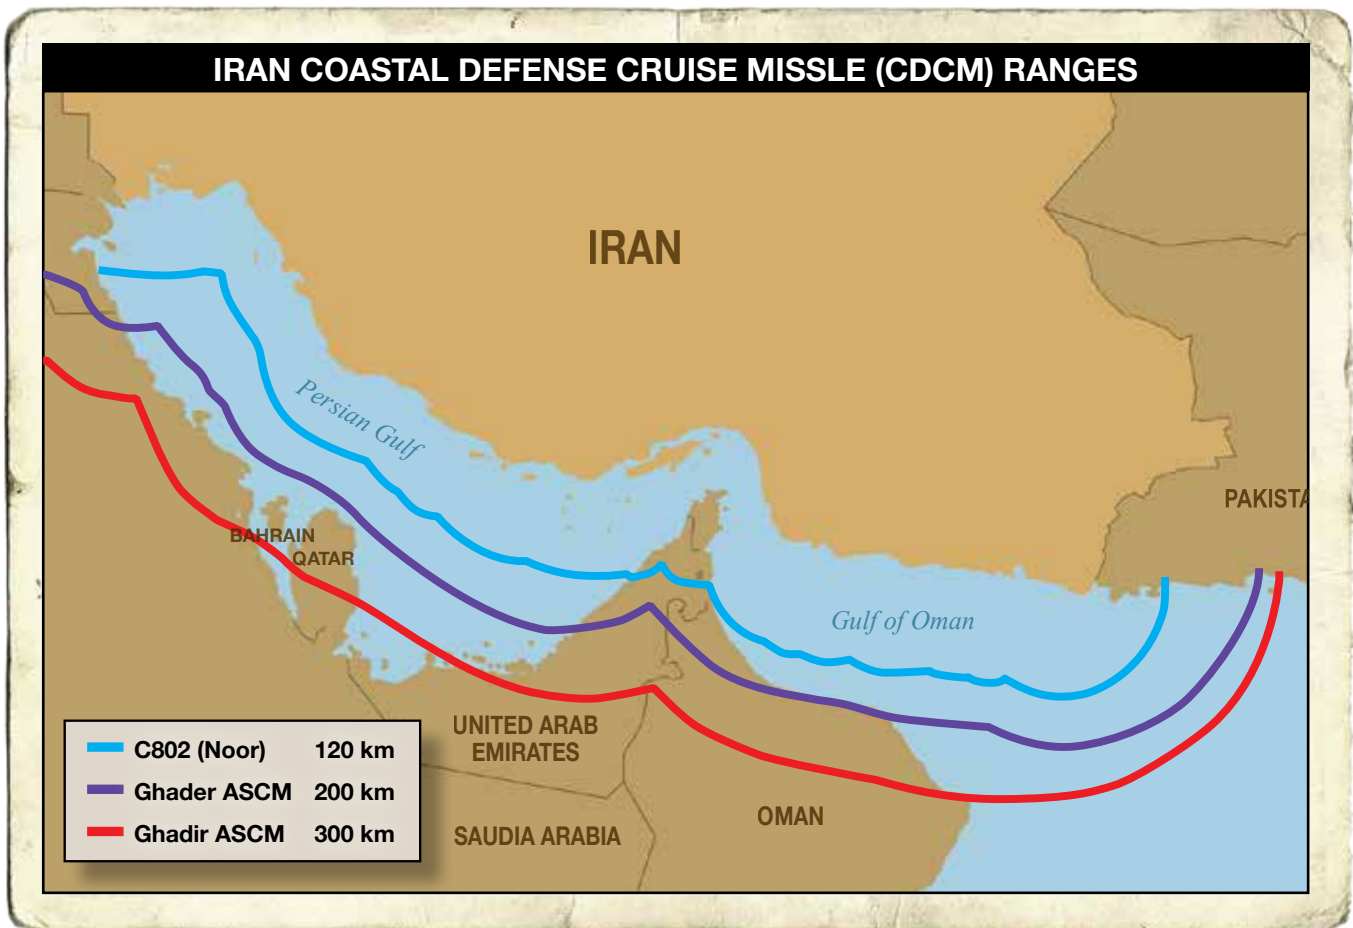 IRAN COASTAL DEFENSE CRUISE MISSLE (CDCM) RANGES
IRAN
Persian Gulf
PAKISTA
BAHRAIN
QATAR
Gulf of Oman
UNITED ARAB
EMIRATES
OMAN
SAUDIA ARABIA
C802 (Noor) 120 km
Ghader ASCM 200 km
Ghadir ASCM 300 km